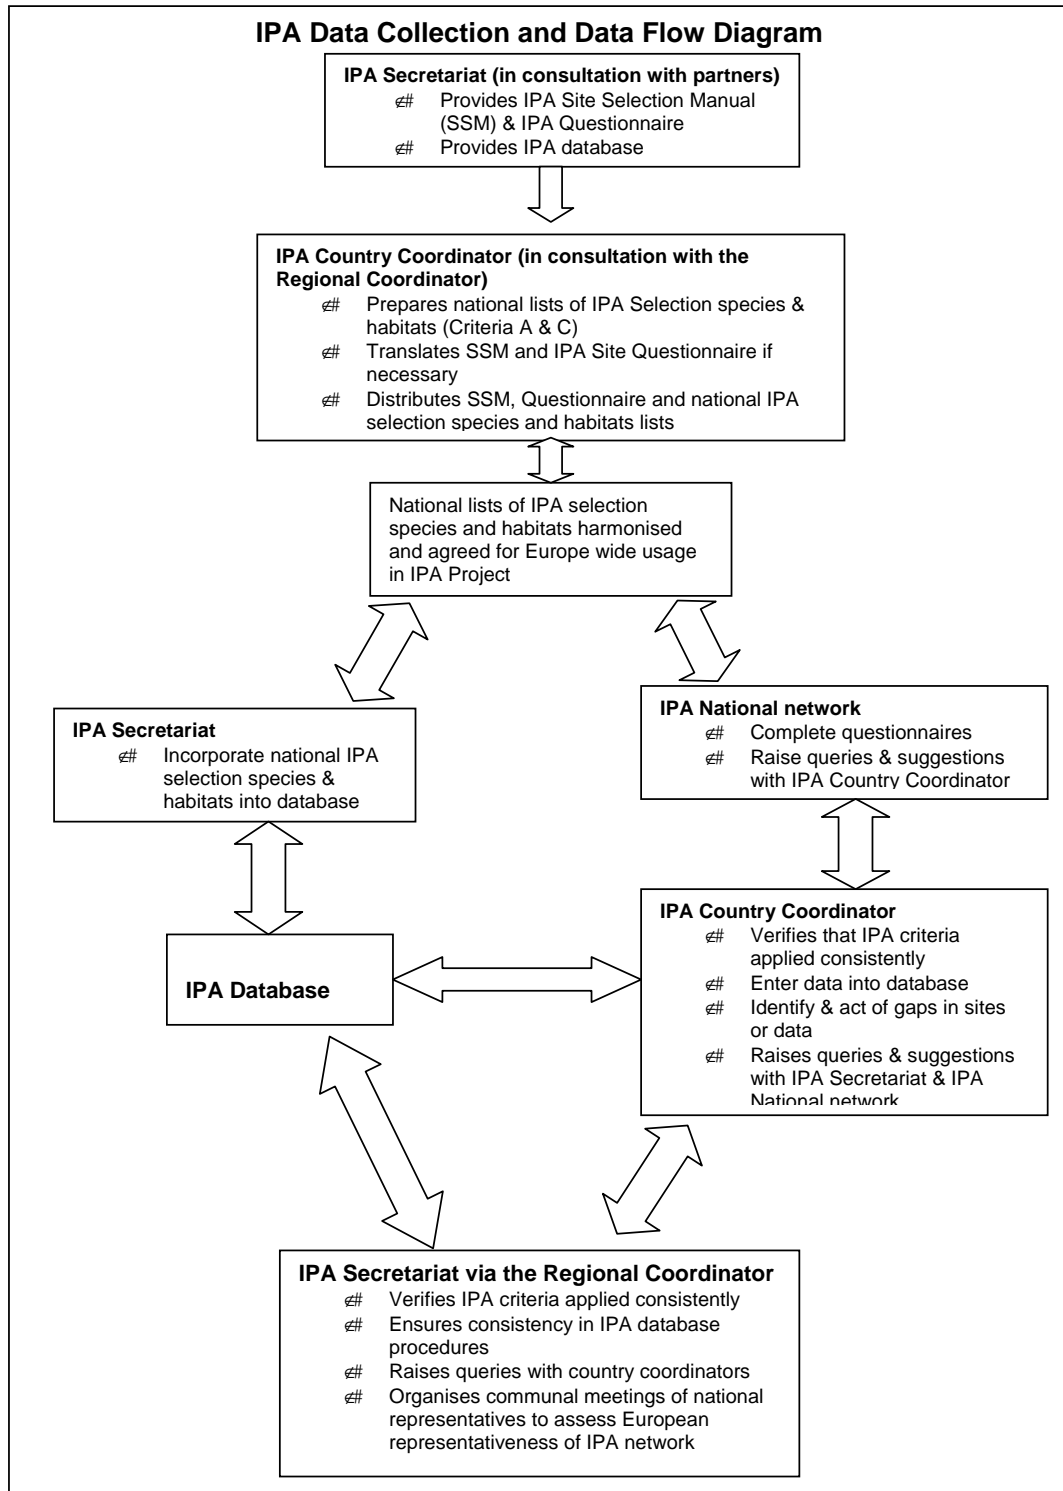 IPA Data Collection and Data Flow Diagram
IPA Secretariat (in consultation with partners)
∉# Provides IPA Site Selection Manual
(SSM) & IPA Questionnaire
∉# Provides IPA database
IPA Country Coordinator (in consultation with the
Regional Coordinator)
∉# Prepares national lists of IPA Selection species &
habitats (Criteria A & C)
∉# Translates SSM and IPA Site Questionnaire if
necessary
∉# Distributes SSM, Questionnaire and national IPA
selection species and habitats lists
National lists of IPA selection
species and habitats harmonised
and agreed for Europe wide usage
in IPA Project
IPA Secretariat
∉# Incorporate national IPA
selection species &
habitats into database
IPA National network
∉# Complete questionnaires
∉# Raise queries & suggestions
with IPA Country Coordinator
IPA Country Coordinator
∉# Verifies that IPA criteria
applied consistently
∉# Enter data into database
∉# Identify & act of gaps in sites
or data
∉# Raises queries & suggestions
with IPA Secretariat & IPA
National network
IPA Database
IPA Secretariat via the Regional Coordinator
∉# Verifies IPA criteria applied consistently
∉# Ensures consistency in IPA database
procedures
∉# Raises queries with country coordinators
∉# Organises communal meetings of national
representatives to assess European
representativeness of IPA network